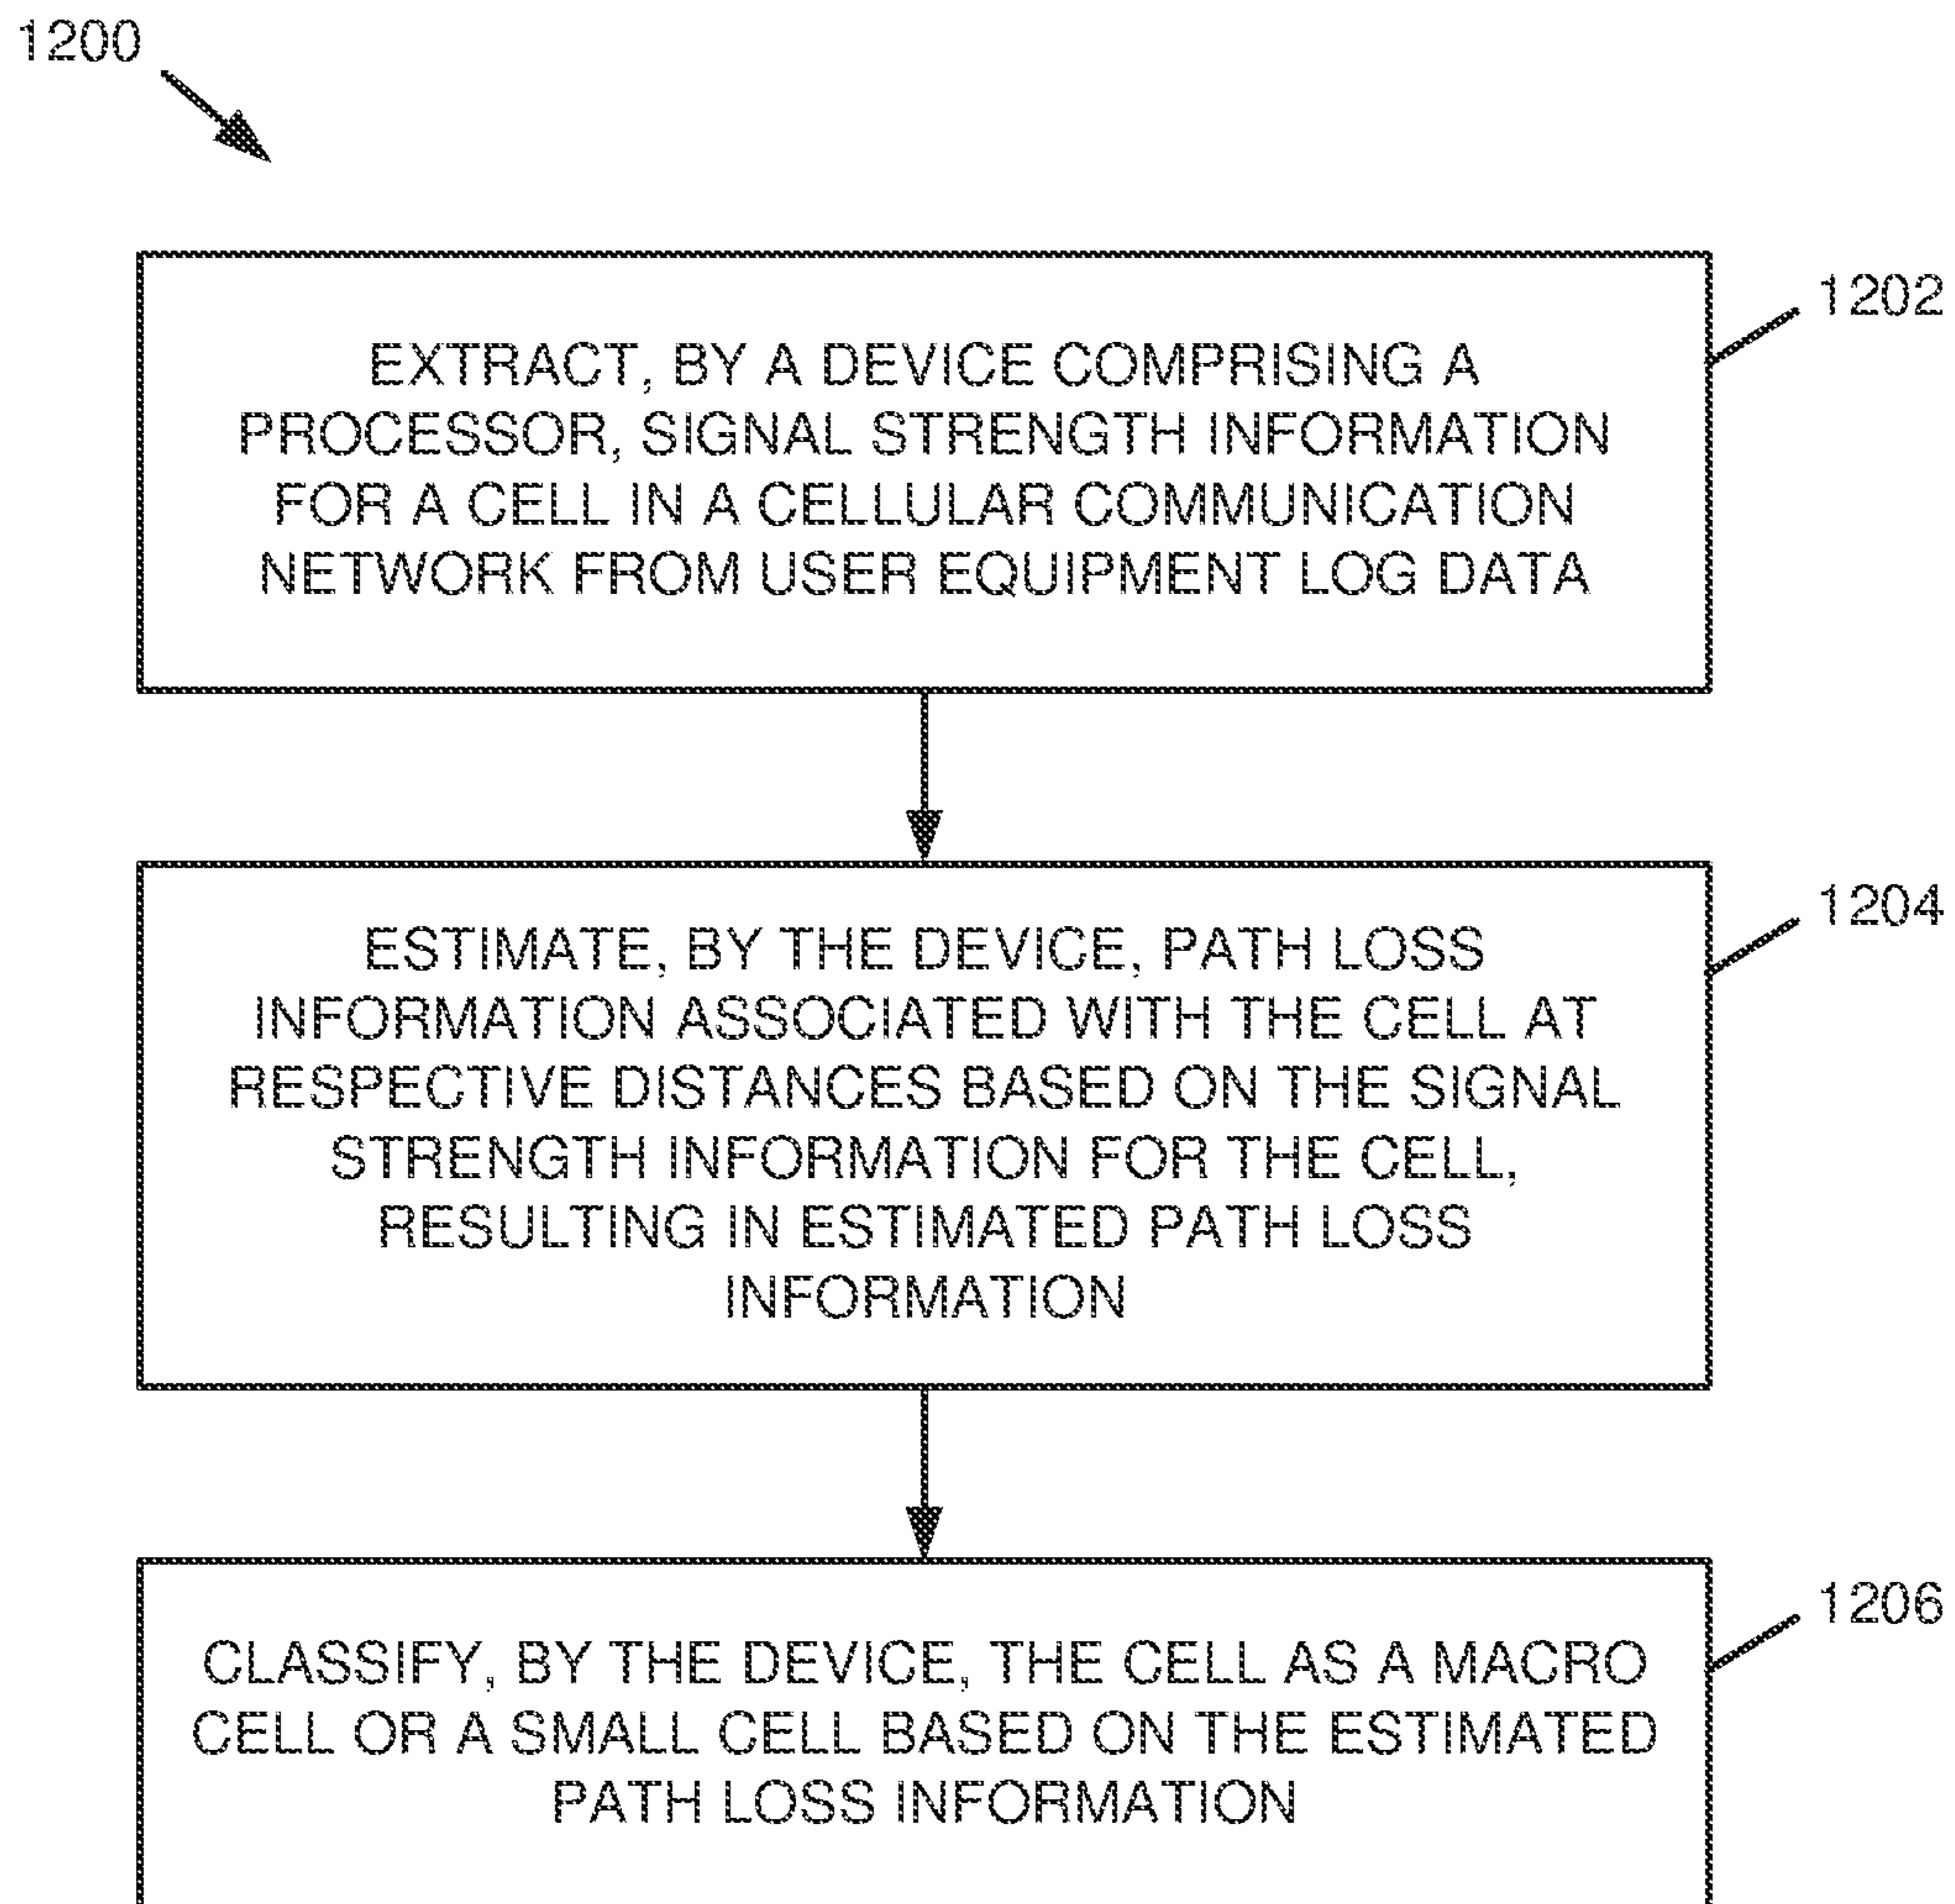 1200
1202
EXTRACT, BY A DEVICE COMPRISING A
PROCESSOR, SIGNAL STRENGTH INFORMATION
FOR A CELL IN A CELLULAR COMMUNICATION
NETWORK FROM USER EQUIPMENT LOG DATA
1204
ESTIMATE, BY THE DEVICE, PATH LOSS
INFORMATION ASSOCIATED WITH THE CELL AT
RESPECTIVE DISTANCES BASED ON THE SIGNAL
STRENGTH INFORMATION FOR THE CELL,
RESULTING IN ESTIMATED PATH LOSS
INFORMATION
1206
CLASSIFY, BY THE DEVICE, THE CELL AS A MACRO
CELL OR A SMALL CELL BASED ON THE ESTIMATED
PATH LOSS INFORMATION